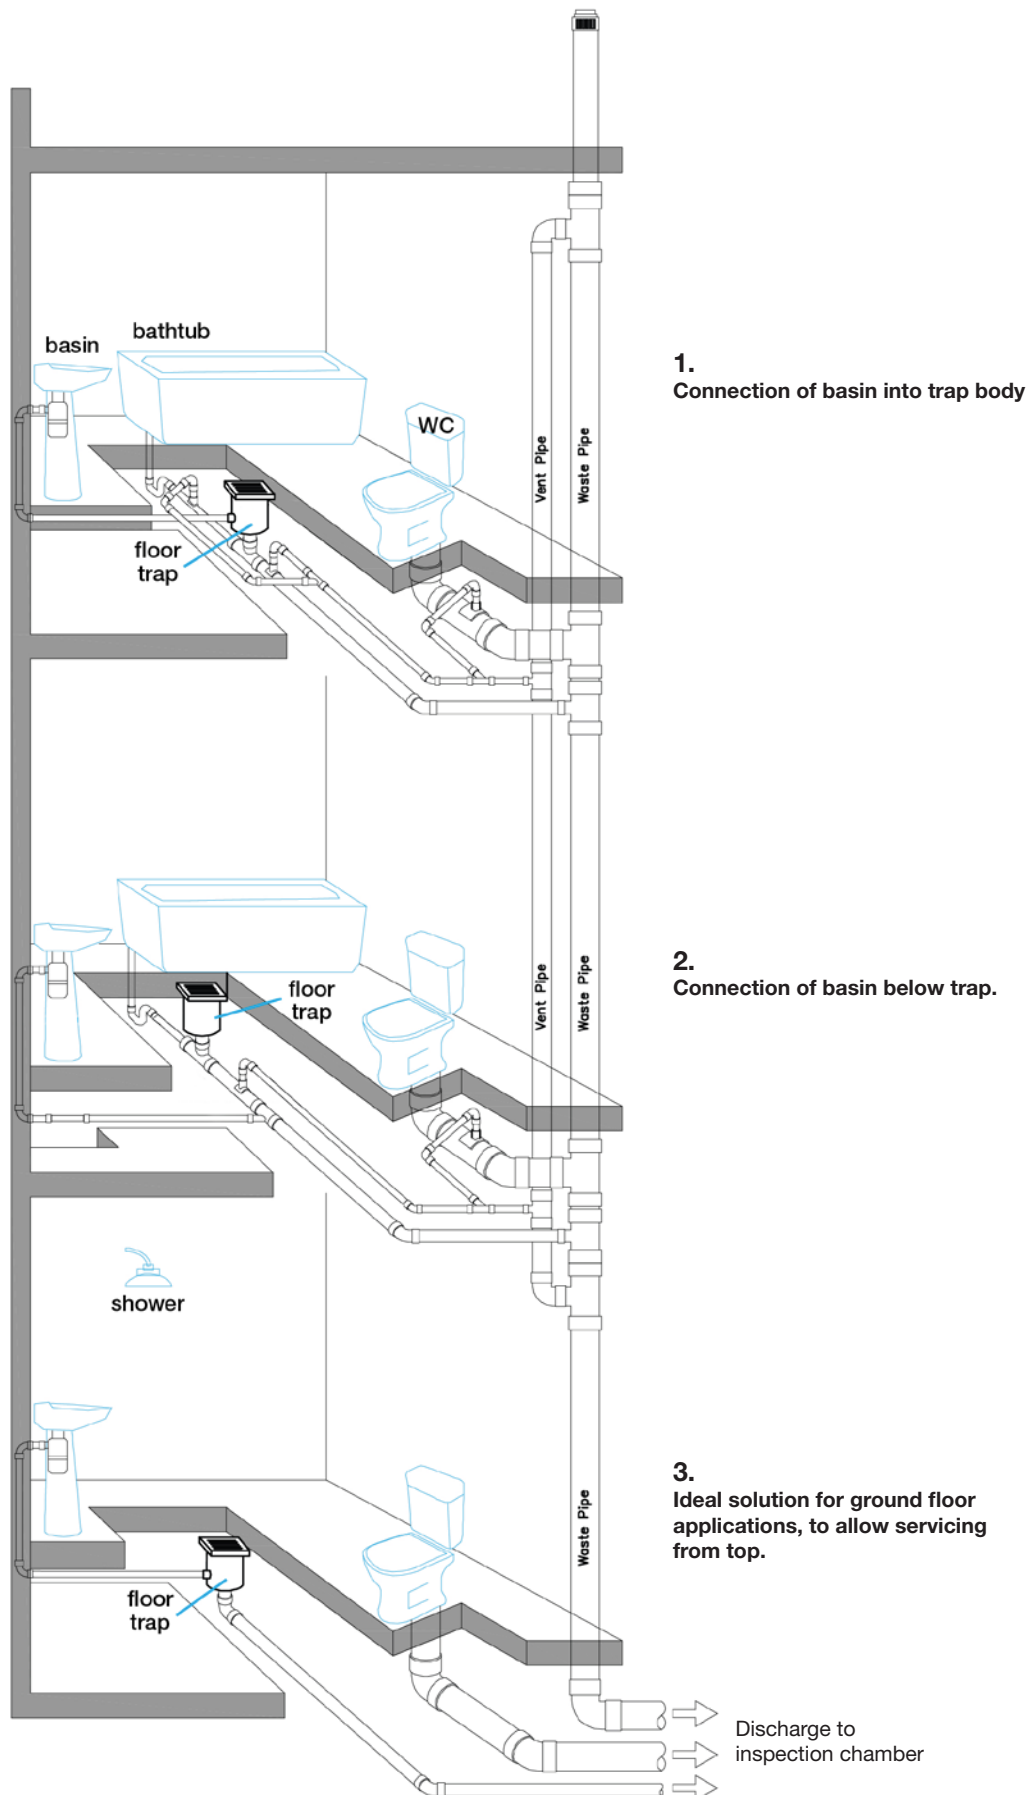 basin
bathtub
1.
Connection of basin into trap body
WC
Vent Pipe
Waste Pipe
floor
trap
2.
Connection of basin below trap.
floor
trap
Vent Pipe
Waste Pipe
shower
3.
Ideal solution for ground floor
applications, to allow servicing
from top.
Waste Pipe
floor
trap
Discharge to
inspection chamber